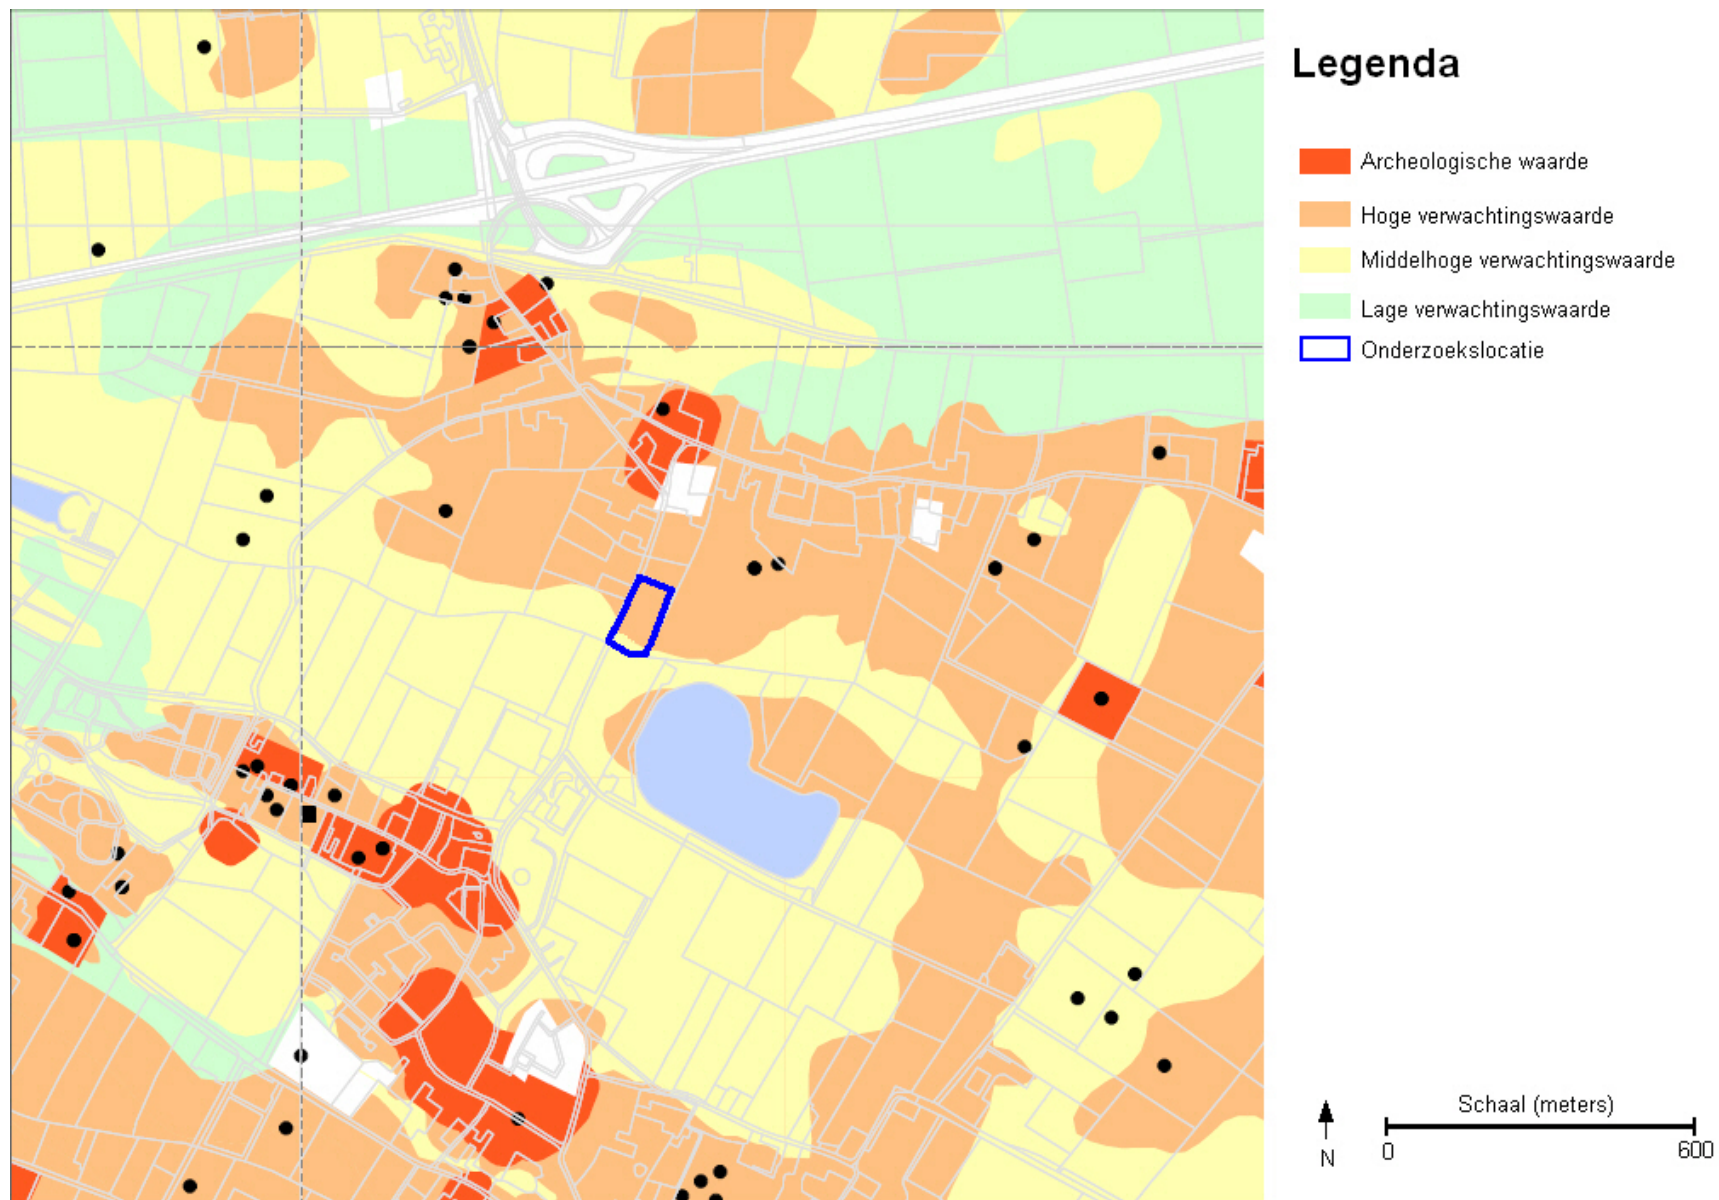 Legenda
Archeologische waarde
Hoge verwachtingswaarde
Middelhoge verwachtingswaarde
Lage verwachtingswaarde
Onderzoekslocatie
Schaal (meters)
N
0
600